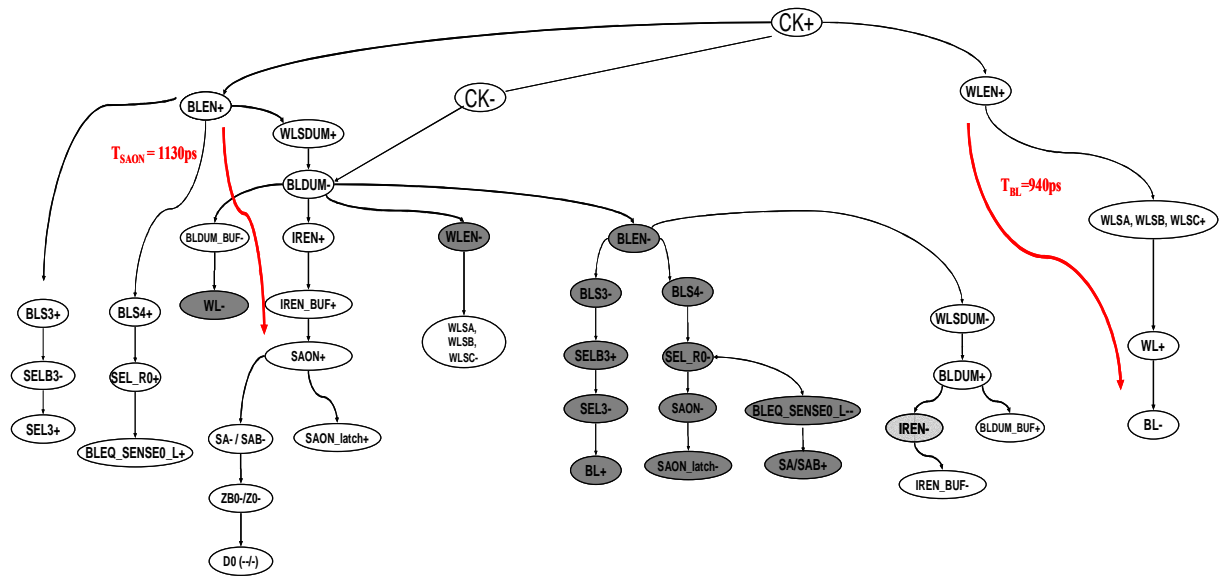 CK+
CK-
BLEN+
WLEN+
WLSDUM+
T_SAON = 1130ps
BLDUM-
T_BL=940ps
WLSA, WLSB, WLSC+
BLDUM_BUF-
IREN+
WLEN-
BLEN-
WL-
IREN_BUF+
BLS3-
BLS4-
BLS3+
BLS4+
WLSDUM-
WLSA,
WLSB,
WLSC-
WL+
SAON+
SELB3+
SEL_R0-
SELB3-
SEL_R0+
BLDUM+
SEL3-
SAON-
BLEQ_SENSE0_L--
SEL3+
SA- / SAB-
SAON_latch+
IREN-
BLDUM_BUF+
BL-
BLEQ_SENSE0_L+
BL+
SAON_latch-
SA/SAB+
IREN_BUF-
ZB0-/Z0-
D0 (--/-)